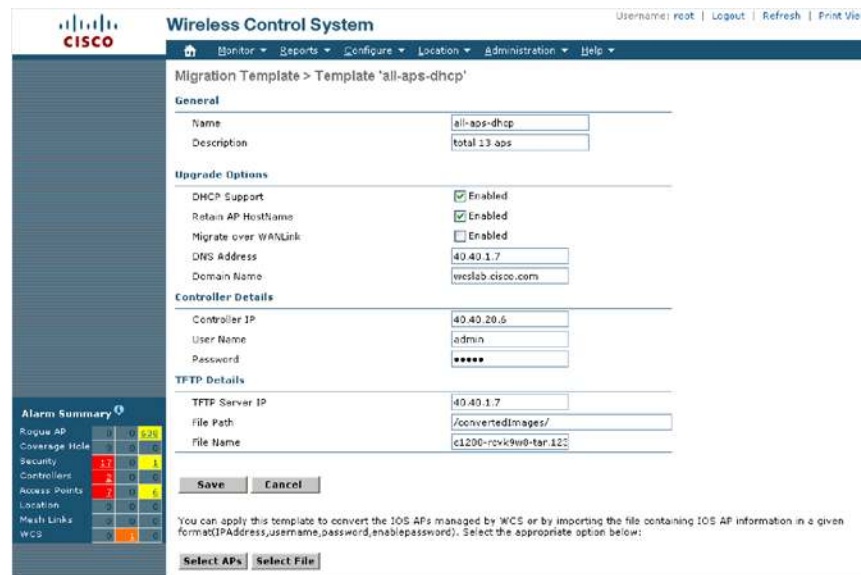 Username: root | Logout | Refresh | Print Vie
CISCO
Wireless Control System
Monitor Reports Configure Location Administration Help
Migration Template > Template 'all-aps-dhcp'
General
Name all-aps-dhcp
Description total 13 aps
Upgrade Options
DHCP Support Enabled
Retain AP HostName Enabled
Migrate over WANLink Enabled
DNS Address 40.40.1.7
Domain Name wcslab.cisco.com
Controller Details
Controller IP 40.40.20.6
User Name admin
Password •••••
TFTP Details
TFTP Server IP 40.40.1.7
File Path /convertedImages/
File Name c1200-rcvk9w8-tar.123
Save Cancel
You can apply this template to convert the IOS APs managed by WCS or by importing the file containing IOS AP information in a given
format(IPAddress,username,password,enablepassword). Select the appropriate option below:
Select APs Select File
Alarm Summary
Rogue AP 0 0
Coverage Hole 0 0 0
Security 17 0 1
Controllers 2 0 0
Access Points 7 0 6
Location 0 0 0
Mesh Links 0 0 0
WCS 0 1 0